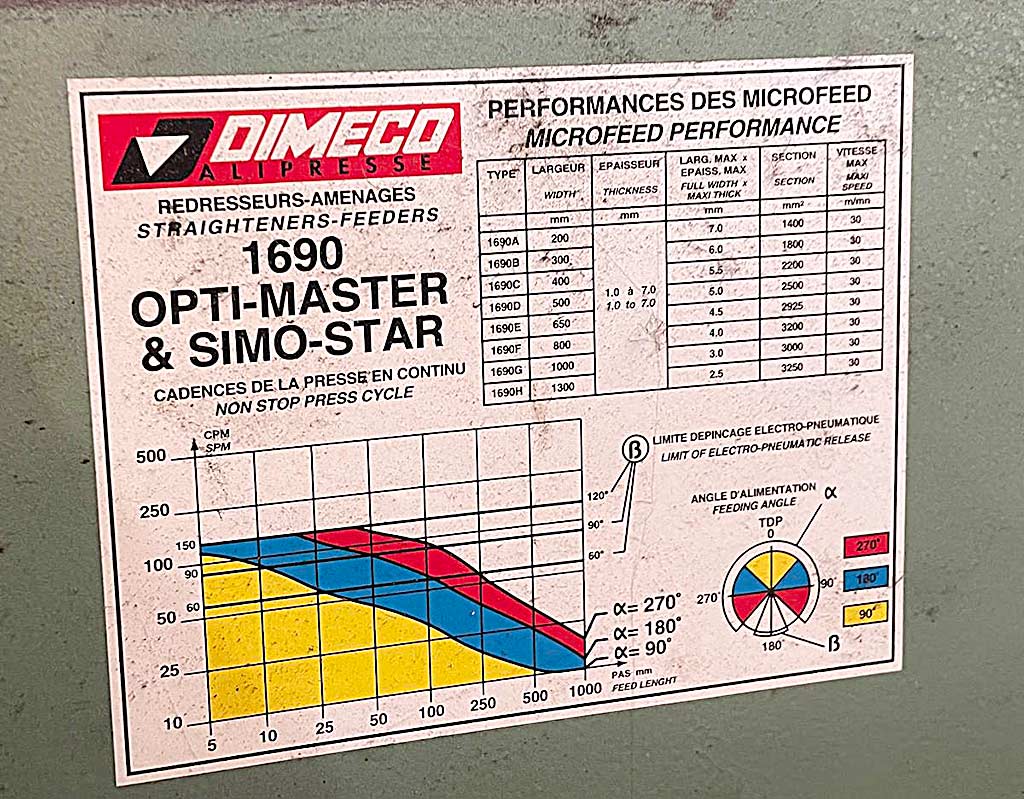 DIMECO
ALIPRESSE
REDRESSEURS-AMENAGES
STRAIGHTENERS-FEEDERS
1690
OPTI-MASTER
& SIMO-STAR
CADENCES DE LA PRESSE EN CONTINU
NON STOP PRESS CYCLE
PERFORMANCES DES MICROFEED
MICROFEED PERFORMANCE
TYPE LARGEUR EPAISSEUR LARG. MAX x SECTION VITESSE
EPAISS. MAX MAX
WIDTH THICKNESS FULL WIDTH x SECTION MAXI
MAXI THICK SPEED
mm mm mm mm² m/mn
1690A 200 7.0 1400 30
1690B 300 6.0 1800 30
1690C 400 5.5 2200 30
1690D 500 1.0 à 7.0 5.0 2500 30
1690E 650 1.0 to 7.0 4.5 2925 30
1690F 800 4.0 3200 30
1690G 1000 3.0 3000 30
1690H 1300 2.5 3250 30
CPM
SPM
500
250
150
100
90
60
50
25
10
5 10 25 50 100 250 500 1000
PAS mm
FEED LENGHT
120°
90°
60°
β LIMITE DEPINCAGE ELECTRO-PNEUMATIQUE
LIMIT OF ELECTRO-PNEUMATIC RELEASE
α= 270°
α= 180°
α= 90°
ANGLE D'ALIMENTATION α
FEEDING ANGLE
TDP
0
90°
270°
180°
β
270°
180°
90°